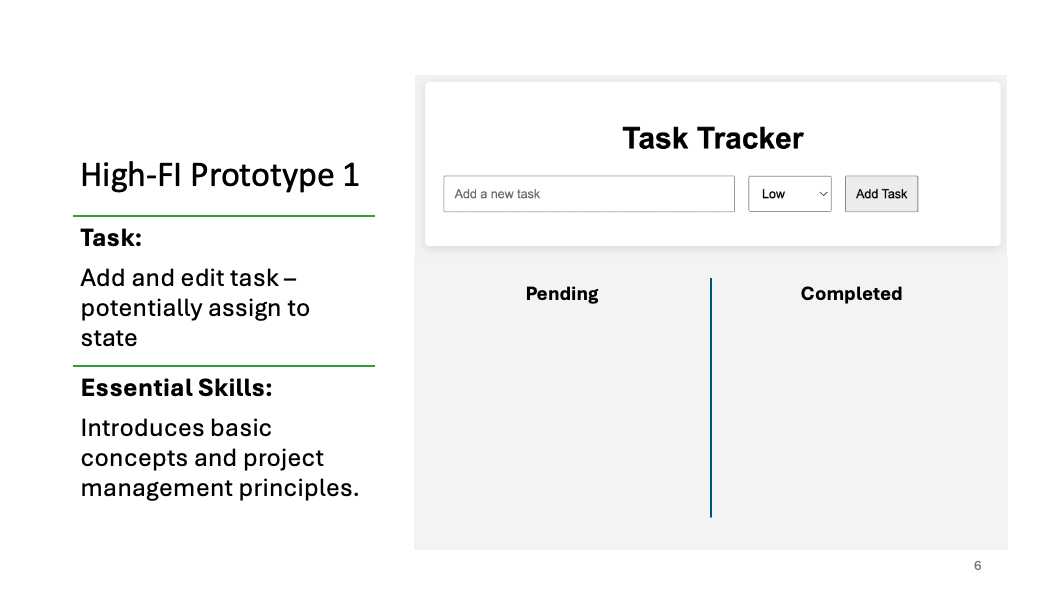 High-FI Prototype 1
Task:
Add and edit task –
potentially assign to
state
Essential Skills:
Introduces basic
concepts and project
management principles.
Task Tracker
Add a new task
Low
Add Task
Pending
Completed
6